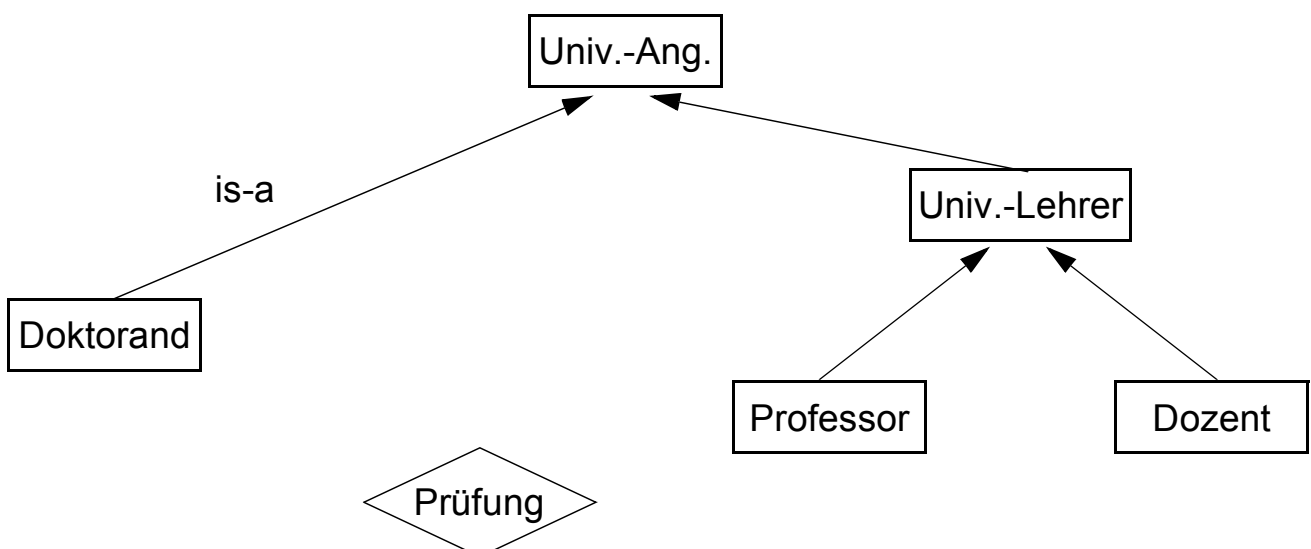 Univ.-Ang.
is-a
Univ.-Lehrer
Doktorand
Professor
Dozent
Prüfung